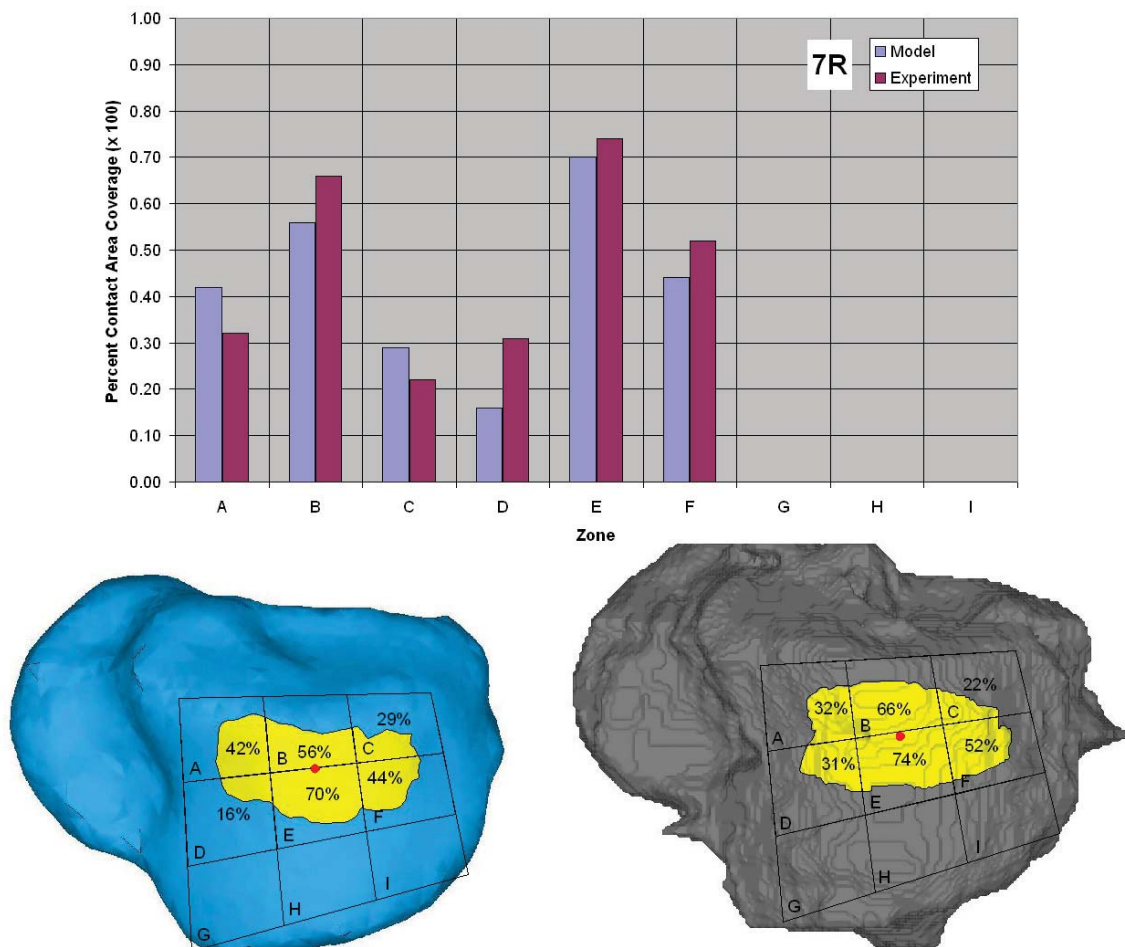 1.00
0.90
0.80
0.70
0.60
0.50
0.40
0.30
0.20
0.10
0.00
Percent Contact Area Coverage (x 100)
7R
Model
Experiment
A B C D E F G H I
Zone
29%
42% B 56% C
A 70% 44%
16% E F
D
I
H
G
22%
32% 66%
B C
A 31% 74% 52%
E F
D
I
H
G